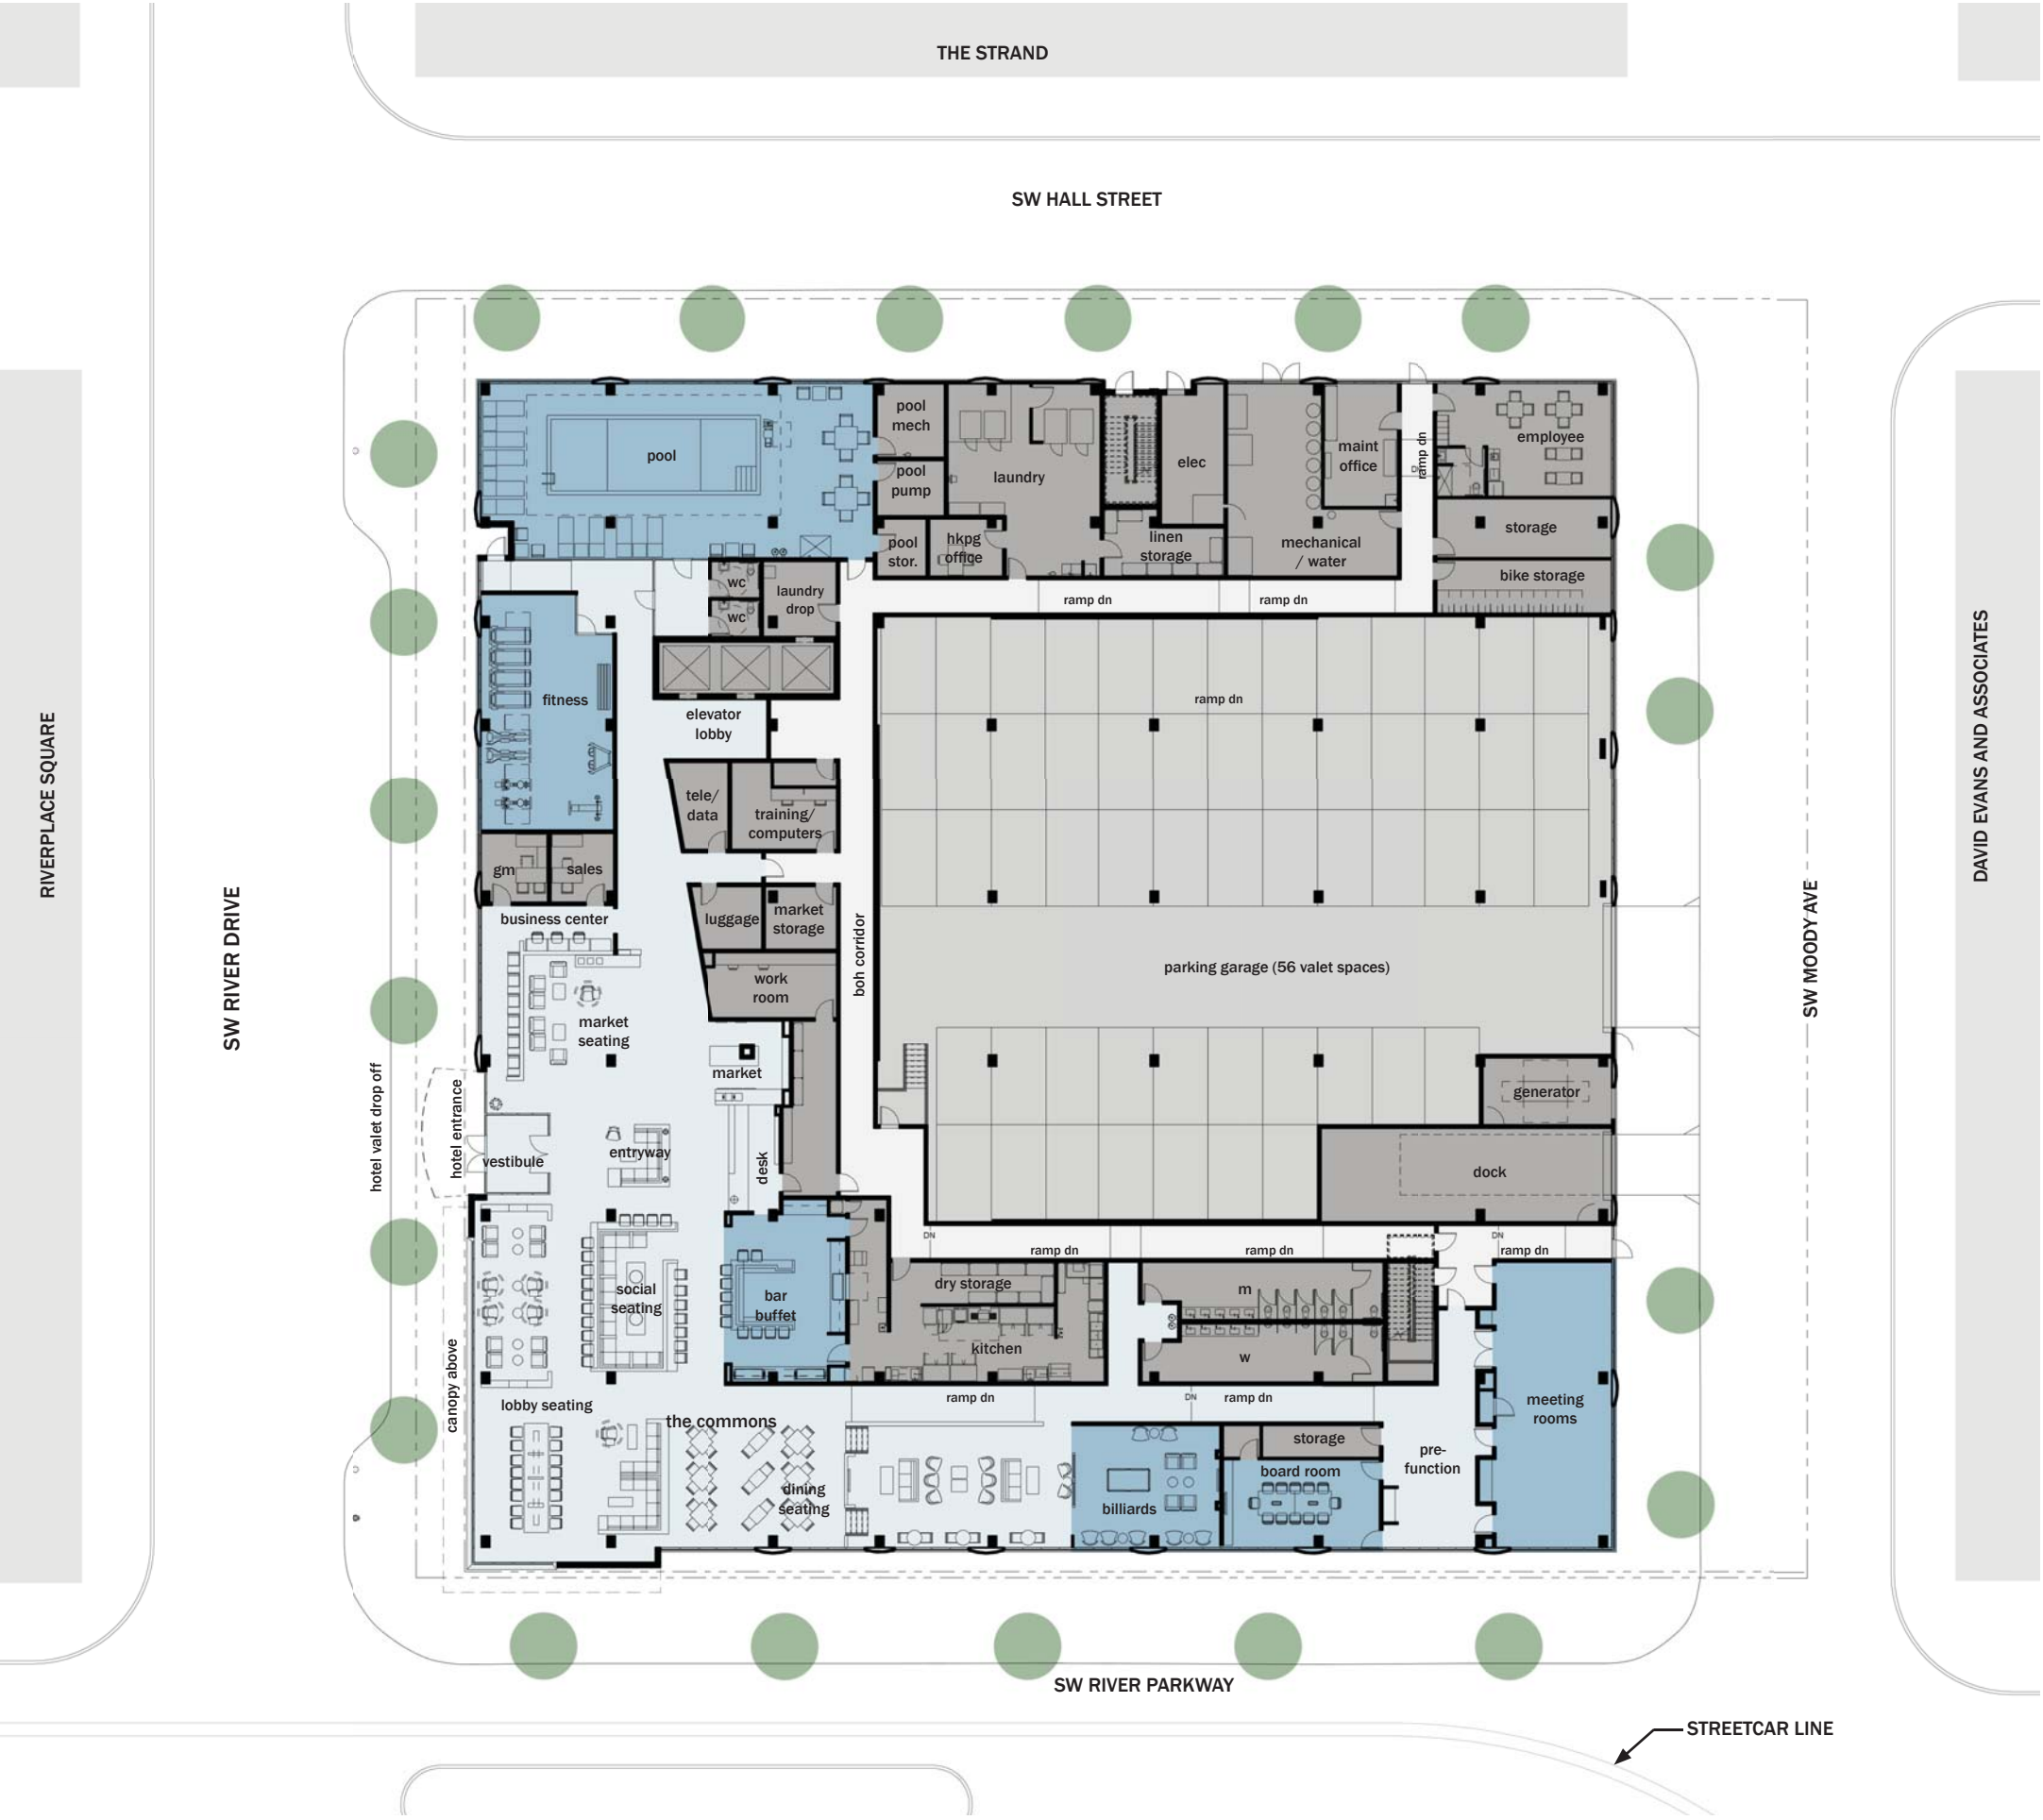 THE STRAND
SW HALL STREET
pool
pool
mech
pool
pump
pool
stor.
laundry
hkpg
office
elec
linen
storage
maint
office
mechanical
/ water
ramp dn
employee
storage
bike storage
wc
wc
laundry
drop
ramp dn
ramp dn
fitness
elevator
lobby
ramp dn
tele/
data
training/
computers
gm
sales
business center
luggage
market
storage
boh corridor
work
room
parking garage (56 valet spaces)
market
seating
market
generator
hotel valet drop off
hotel entrance
vestibule
entryway
desk
dock
DN
ramp dn
ramp dn
DN
ramp dn
social
seating
bar
buffet
dry storage
kitchen
m
w
canopy above
lobby seating
the commons
ramp dn
DN
ramp dn
meeting
rooms
dining
seating
billiards
storage
board room
pre-
function
RIVERPLACE SQUARE
SW RIVER DRIVE
SW MOODY AVE
DAVID EVANS AND ASSOCIATES
SW RIVER PARKWAY
STREETCAR LINE